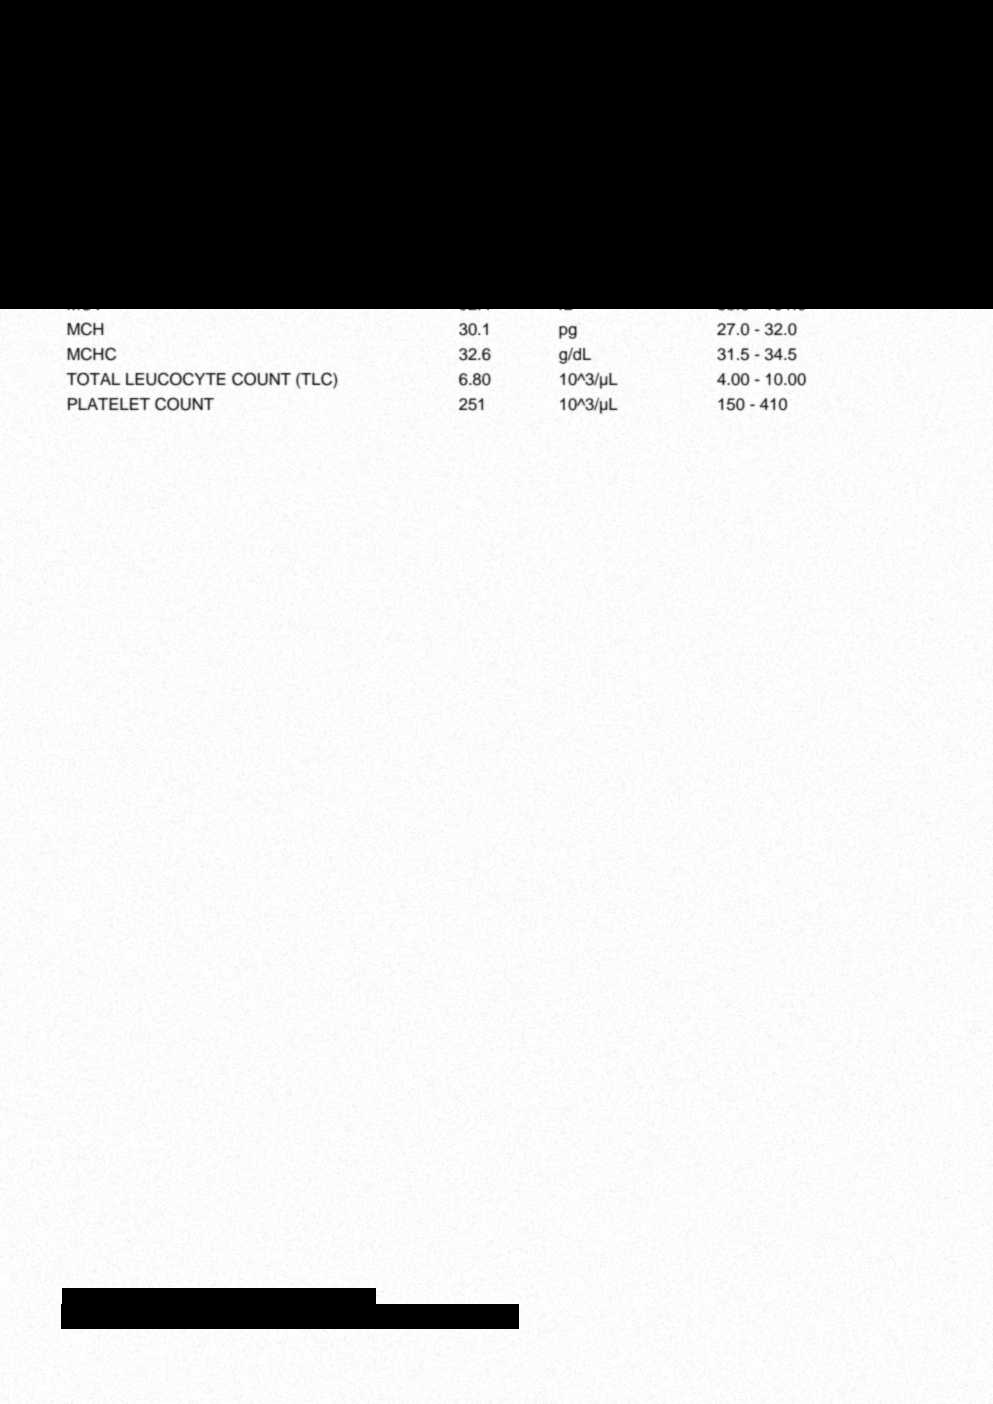 MCH 30.1 pg 27.0 - 32.0
MCHC 32.6 g/dL 31.5 - 34.5
TOTAL LEUCOCYTE COUNT (TLC) 6.80 10^3/µL 4.00 - 10.00
PLATELET COUNT 251 10^3/µL 150 - 410